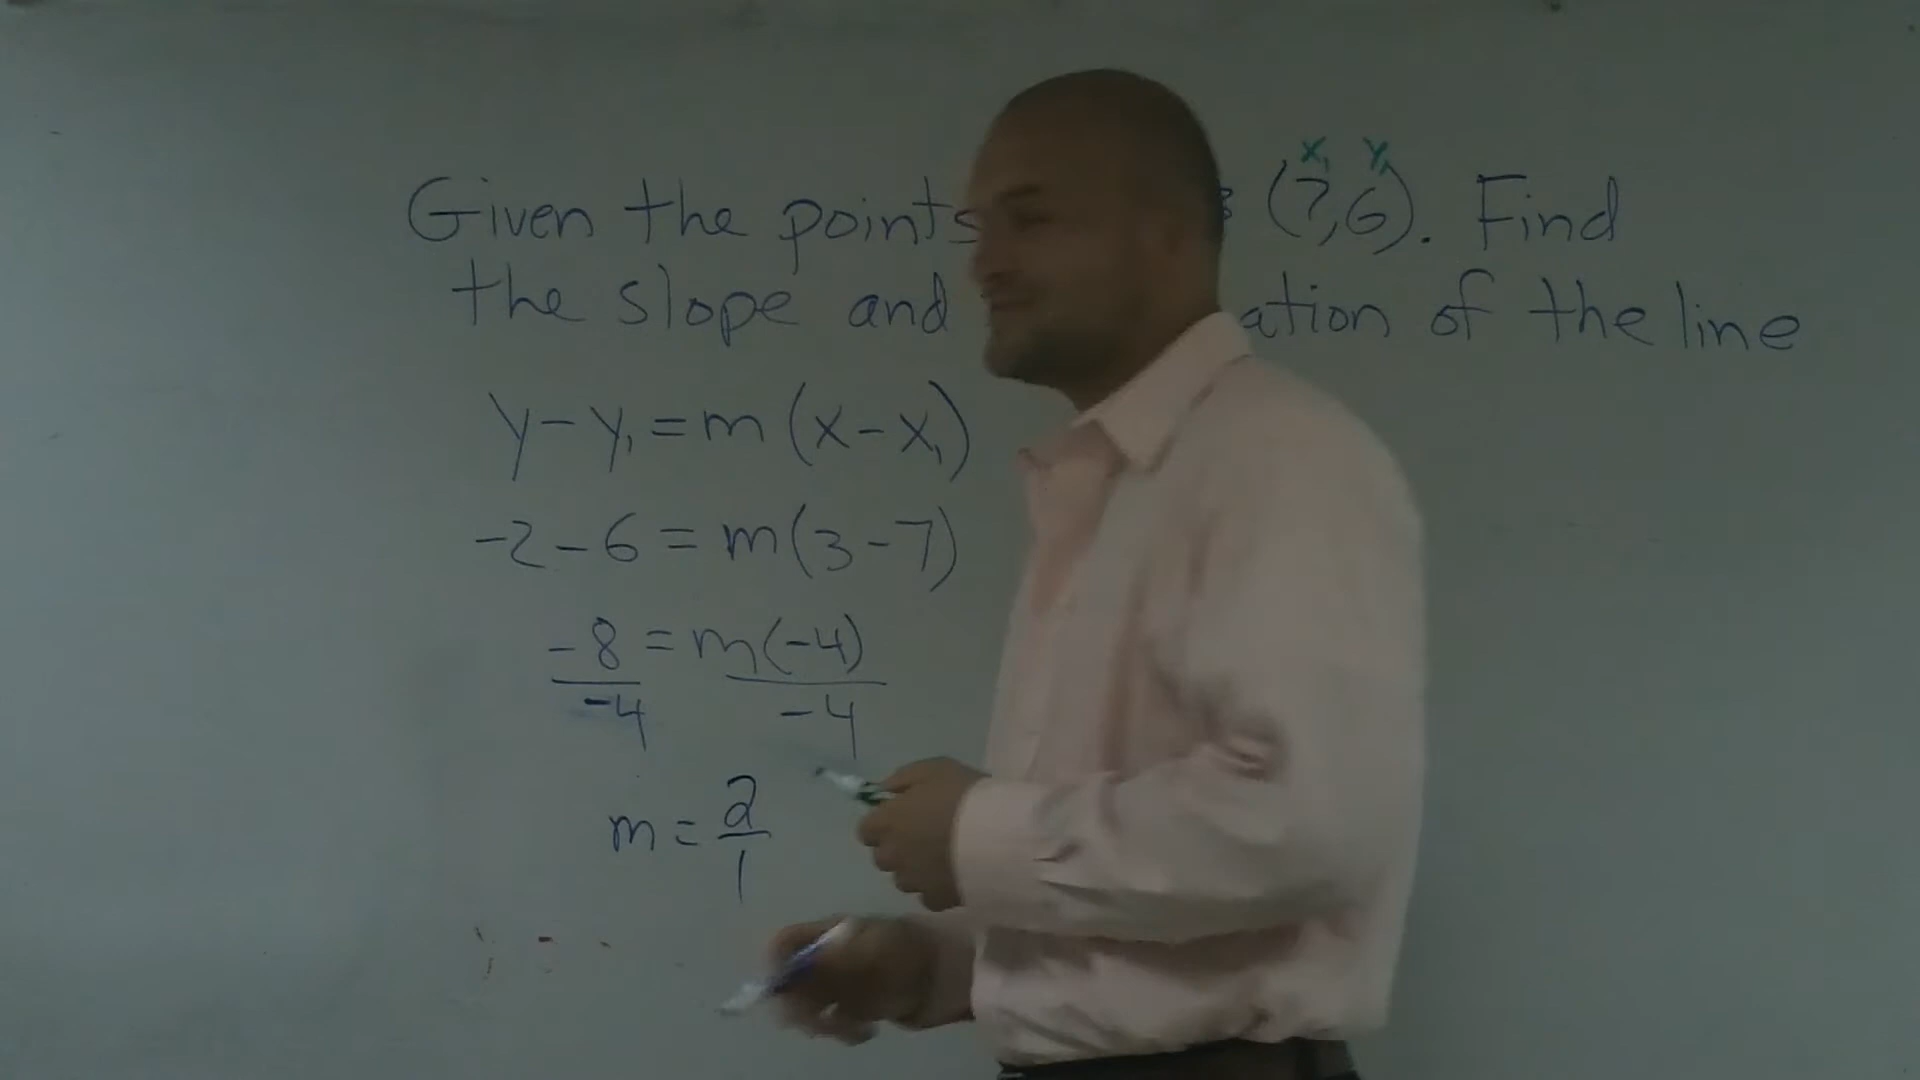 Given the points (7,6). Find
x₁ y₁
the slope and ation of the line
y-y₁=m(x-x₁)
-2-6=m(3-7)
-8=m(-4)
-4 -4
m=2/1